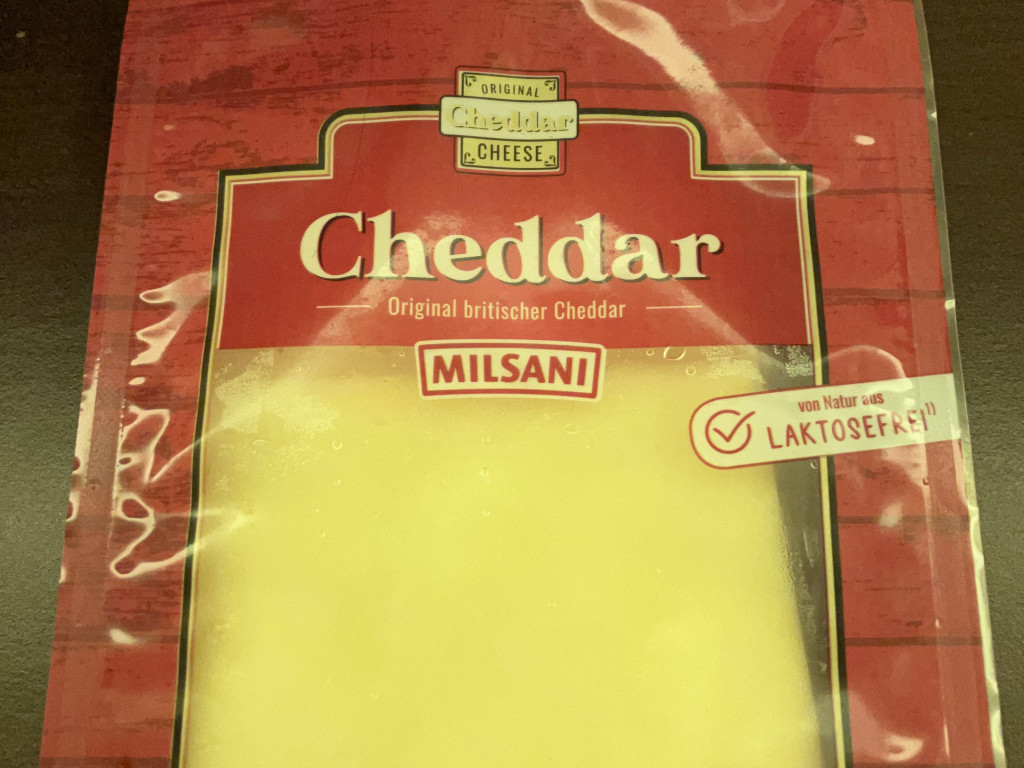 ORIGINAL
Cheddar
CHEESE
Cheddar
Original britischer Cheddar
MILSANI
von Natur aus
LAKTOSEFREI¹⁾